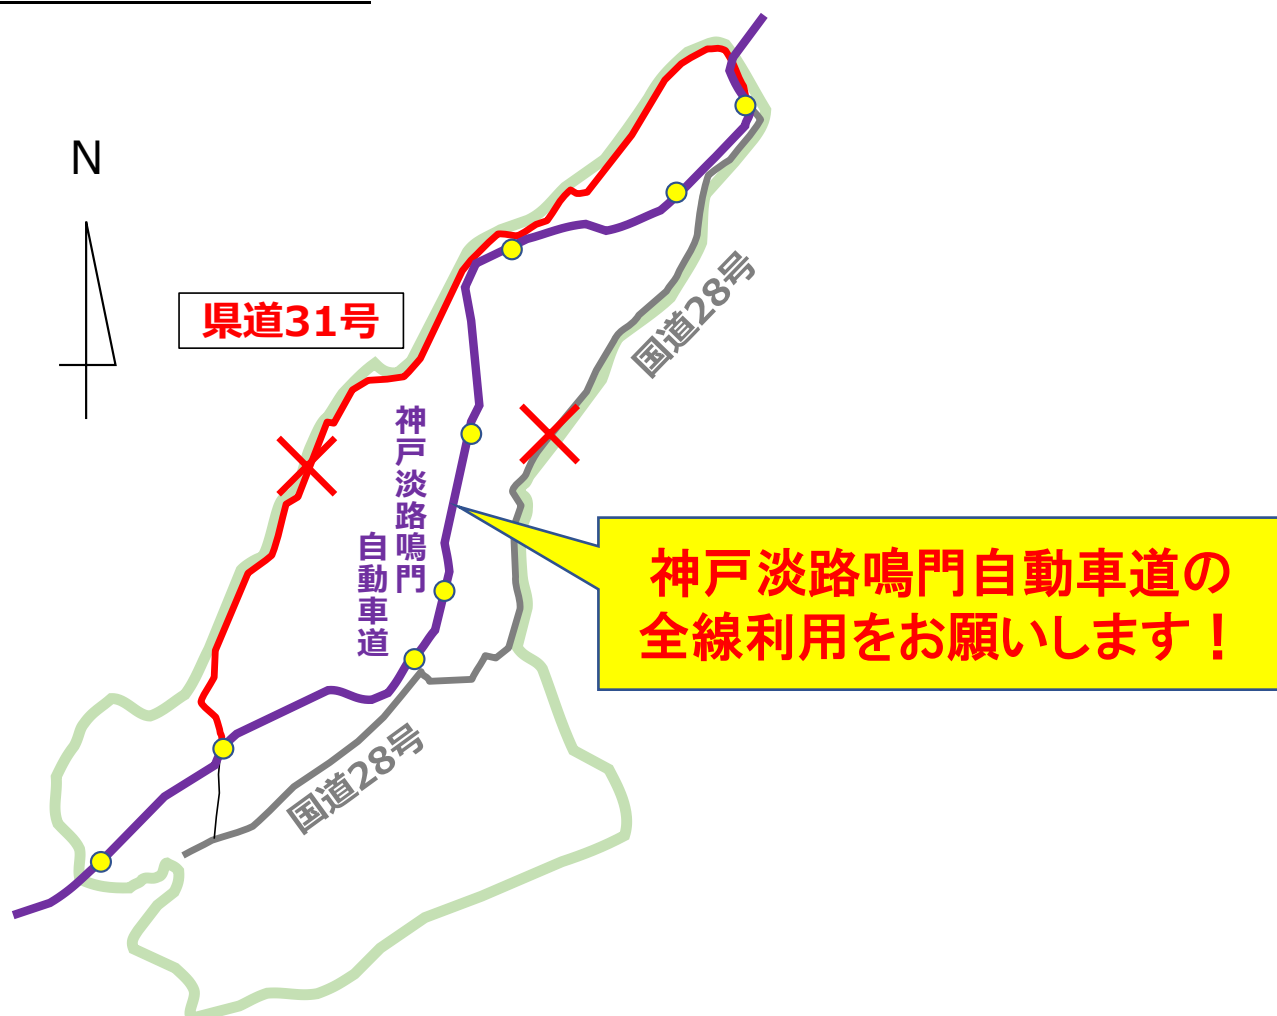 N
県道31号
国道28号
神戸淡路鳴門
自動車道
神戸淡路鳴門自動車道の
全線利用をお願いします！
国道28号